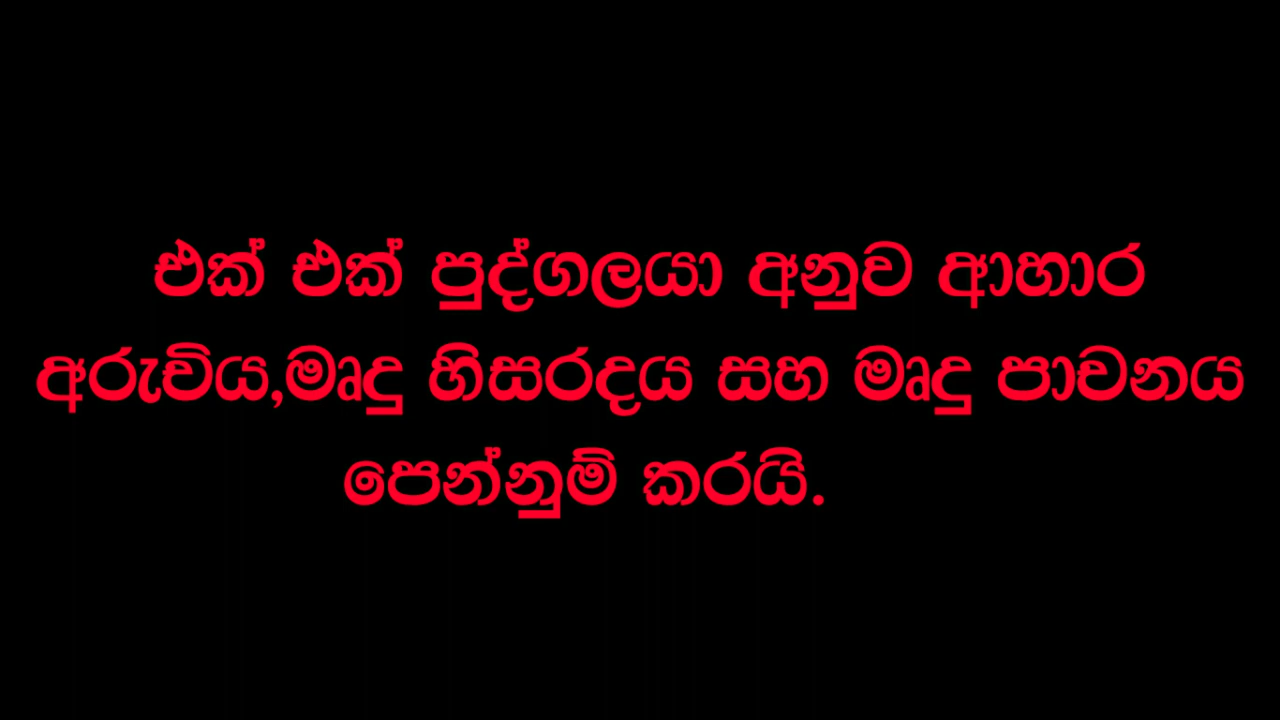 එක් එක් පුද්ගලයා අනුව ආහාර
අරුචිය,මෘදු හිසරදය සහ මෘදු පාචනය
පෙන්නුම් කරයි.